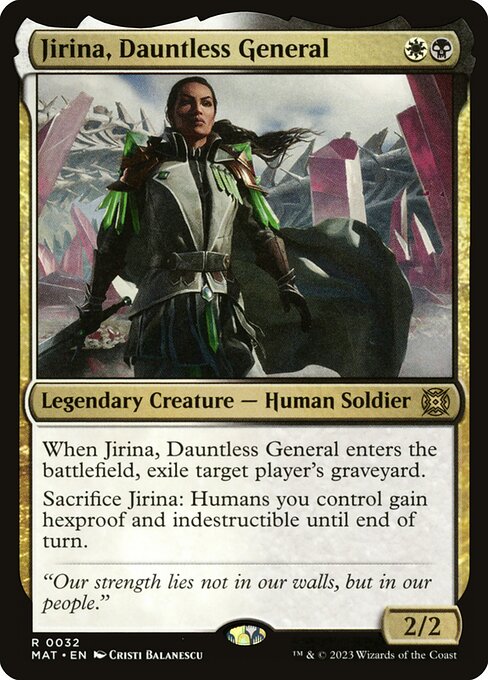 Jirina, Dauntless General
Legendary Creature — Human Soldier
When Jirina, Dauntless General enters the
battlefield, exile target player's graveyard.
Sacrifice Jirina: Humans you control gain
hexproof and indestructible until end of
turn.
"Our strength lies not in our walls, but in our
people."
2/2
R 0032
MAT • EN Cristi Balanescu
™ & © 2023 Wizards of the Coast